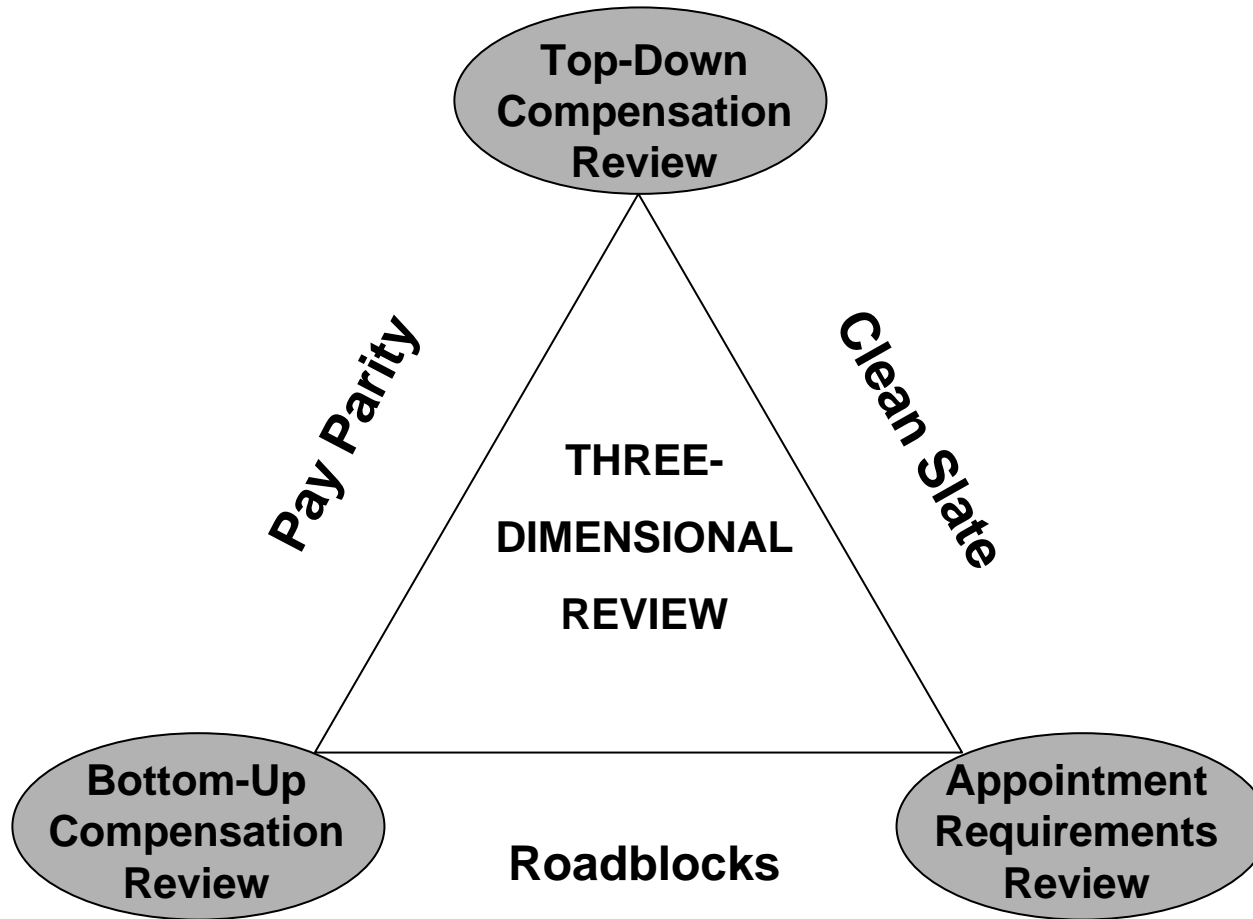 Top-Down
Compensation
Review
Pay Parity
Clean Slate
THREE-
DIMENSIONAL
REVIEW
Bottom-Up
Compensation
Review
Roadblocks
Appointment
Requirements
Review